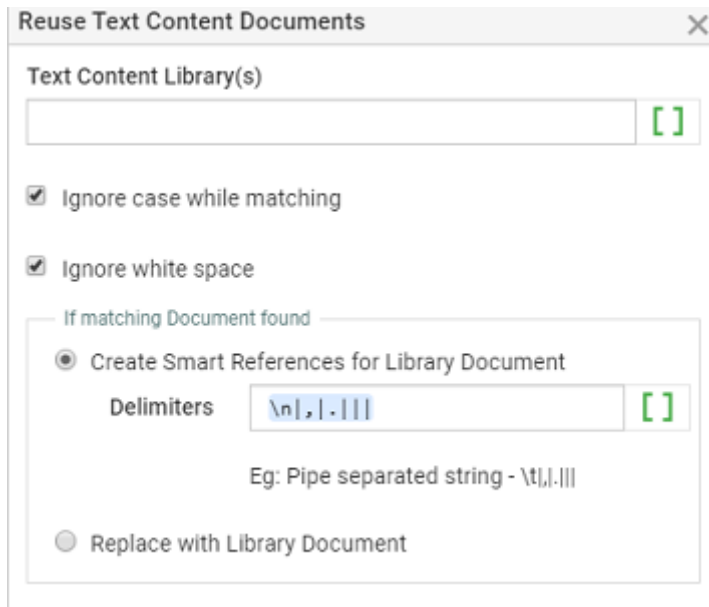 Reuse Text Content Documents
Text Content Library(s)
[]
Ignore case while matching
Ignore white space
If matching Document found
Create Smart References for Library Document
Delimiters \n|,|.||| []
Eg: Pipe separated string - \t|,|.|||
Replace with Library Document